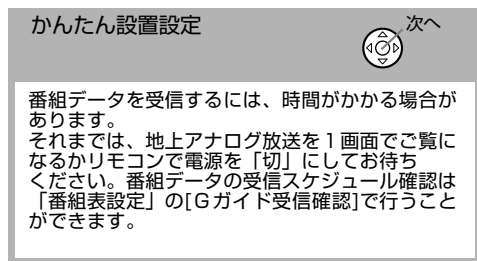 かんたん設置設定
次へ
番組データを受信するには、時間がかかる場合が
あります。
それまでは、地上アナログ放送を１画面でご覧に
なるかリモコンで電源を「切」にしてお待ち
ください。番組データの受信スケジュール確認は
「番組表設定」の[Ｇガイド受信確認]で行うこと
ができます。